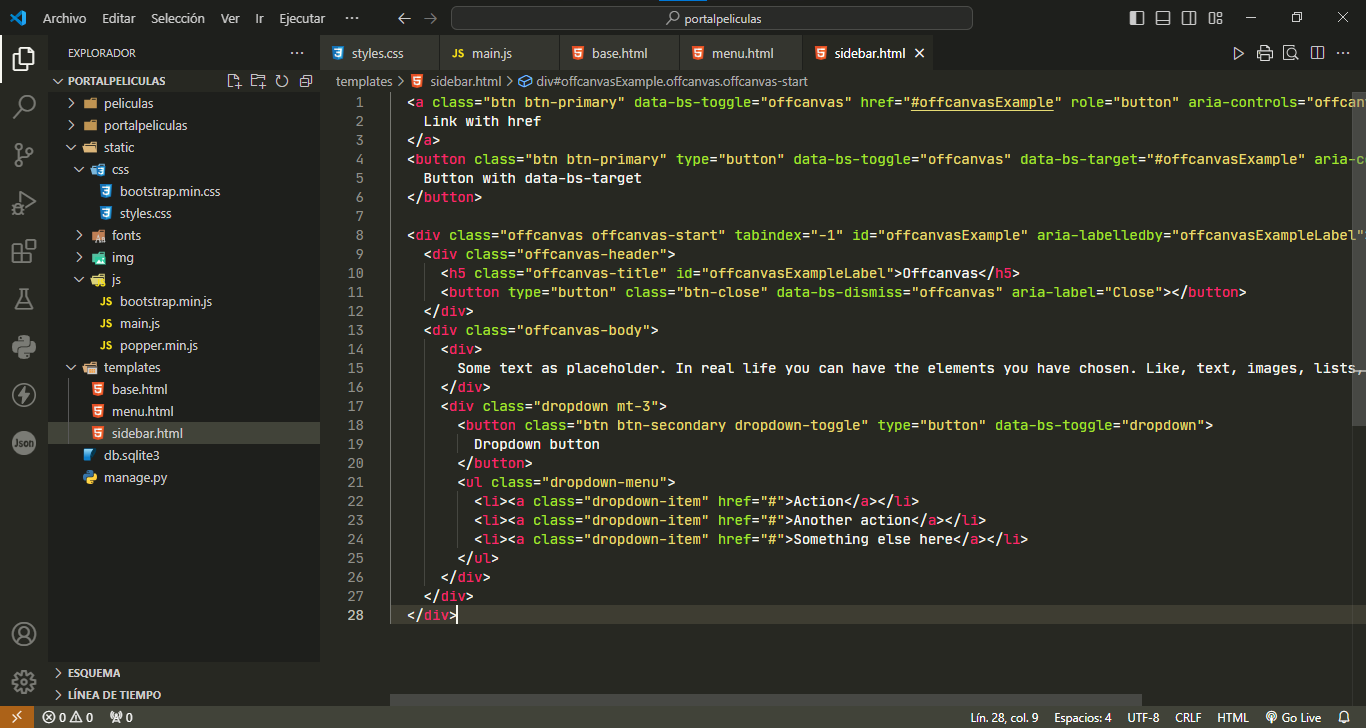 Archivo Editar Selección Ver Ir Ejecutar ··· portalpeliculas
EXPLORADOR ···
styles.css JS main.js base.html menu.html sidebar.html
PORTALPELICULAS
templates > sidebar.html > div#offcanvasExample.offcanvas.offcanvas-start
peliculas
portalpeliculas
static
css
bootstrap.min.css
styles.css
fonts
img
js
JS bootstrap.min.js
JS main.js
JS popper.min.js
templates
base.html
menu.html
sidebar.html
db.sqlite3
manage.py
Json
ESQUEMA
LÍNEA DE TIEMPO
1 <a class="btn btn-primary" data-bs-toggle="offcanvas" href="#offcanvasExample" role="button" aria-controls="offcan
2 Link with href
3 </a>
4 <button class="btn btn-primary" type="button" data-bs-toggle="offcanvas" data-bs-target="#offcanvasExample" aria-c
5 Button with data-bs-target
6 </button>
7
8 <div class="offcanvas offcanvas-start" tabindex="-1" id="offcanvasExample" aria-labelledby="offcanvasExampleLabel"
9 <div class="offcanvas-header">
10 <h5 class="offcanvas-title" id="offcanvasExampleLabel">Offcanvas</h5>
11 <button type="button" class="btn-close" data-bs-dismiss="offcanvas" aria-label="Close"></button>
12 </div>
13 <div class="offcanvas-body">
14 <div>
15 Some text as placeholder. In real life you can have the elements you have chosen. Like, text, images, lists,
16 </div>
17 <div class="dropdown mt-3">
18 <button class="btn btn-secondary dropdown-toggle" type="button" data-bs-toggle="dropdown">
19 Dropdown button
20 </button>
21 <ul class="dropdown-menu">
22 <li><a class="dropdown-item" href="#">Action</a></li>
23 <li><a class="dropdown-item" href="#">Another action</a></li>
24 <li><a class="dropdown-item" href="#">Something else here</a></li>
25 </ul>
26 </div>
27 </div>
28 </div>
0 0 0 Lín. 28, col. 9 Espacios: 4 UTF-8 CRLF HTML Go Live